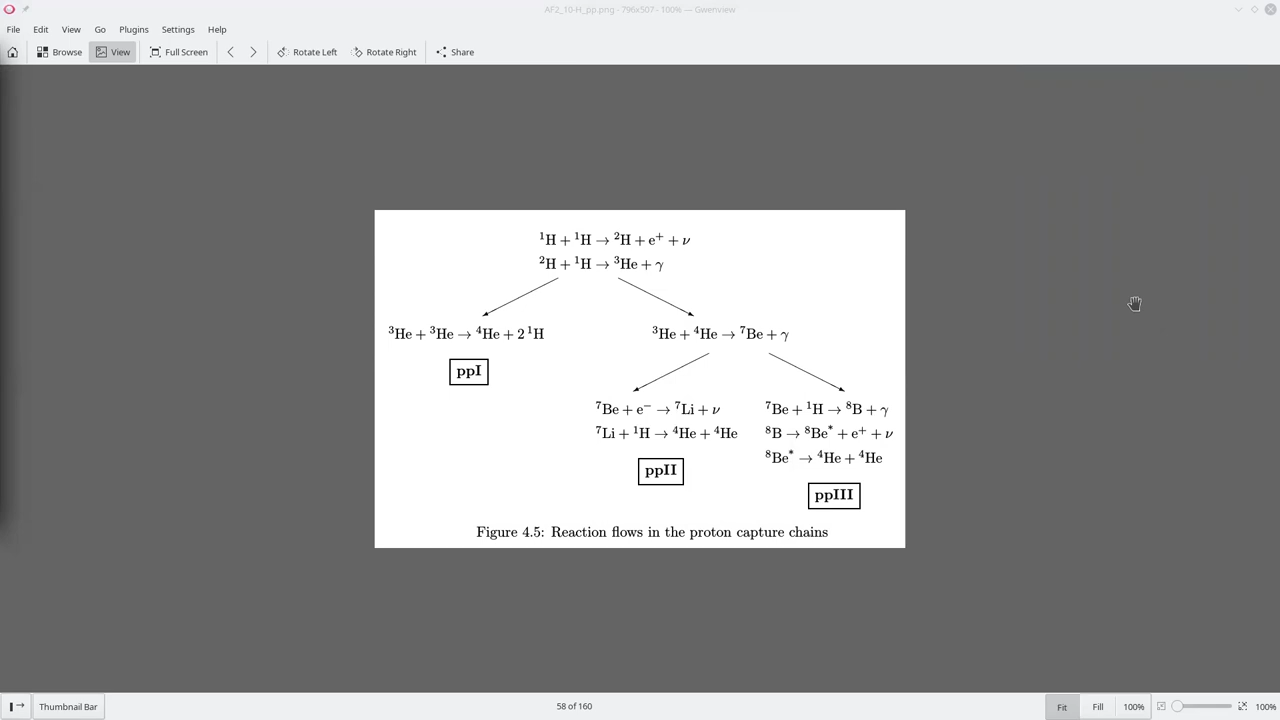 AF2_10-H_pp.png - 796x507 - 100% — Gwenview
File Edit View Go Plugins Settings Help
Browse View Full Screen Rotate Left Rotate Right Share
¹H + ¹H → ²H + e⁺ + ν
²H + ¹H → ³He + γ
³He + ³He → ⁴He + 2 ¹H
³He + ⁴He → ⁷Be + γ
ppI
⁷Be + e⁻ → ⁷Li + ν
⁷Li + ¹H → ⁴He + ⁴He
ppII
⁷Be + ¹H → ⁸B + γ
⁸B → ⁸Be* + e⁺ + ν
⁸Be* → ⁴He + ⁴He
ppIII
Figure 4.5: Reaction flows in the proton capture chains
Thumbnail Bar 58 of 160 Fit Fill 100% 100%